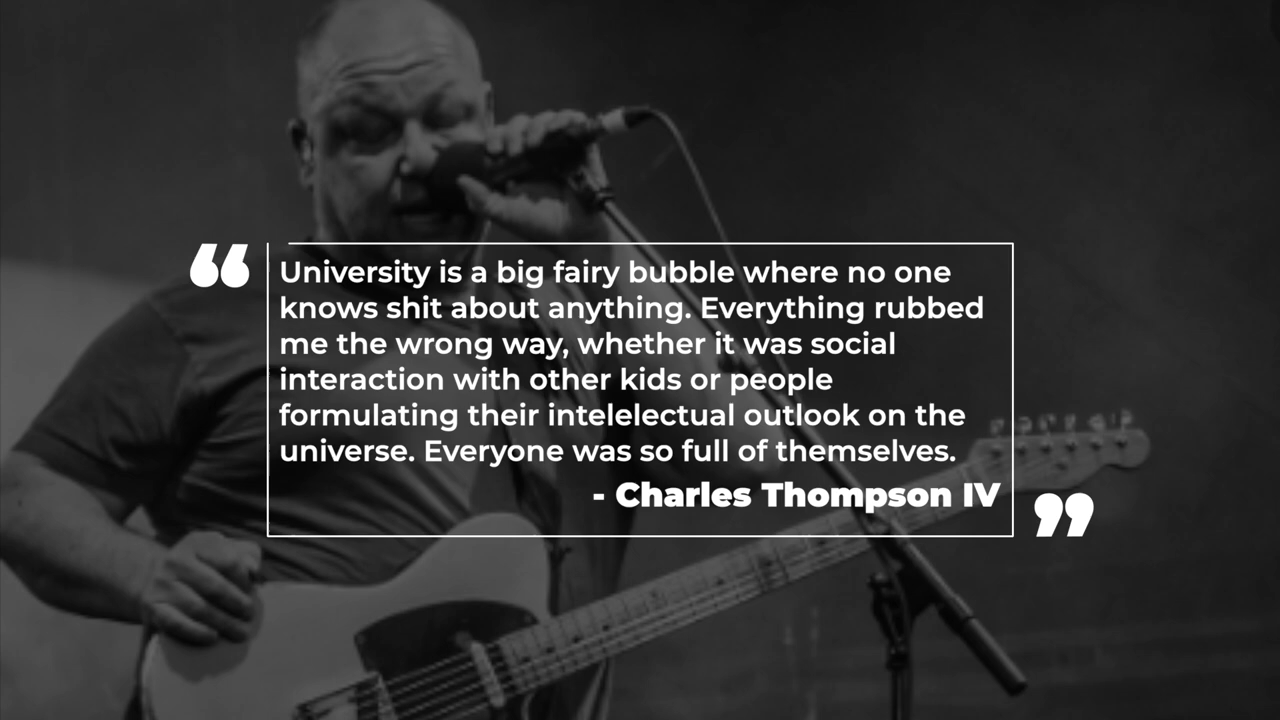 “
University is a big fairy bubble where no one
knows shit about anything. Everything rubbed
me the wrong way, whether it was social
interaction with other kids or people
formulating their intelelectual outlook on the
universe. Everyone was so full of themselves.
- Charles Thompson IV
”